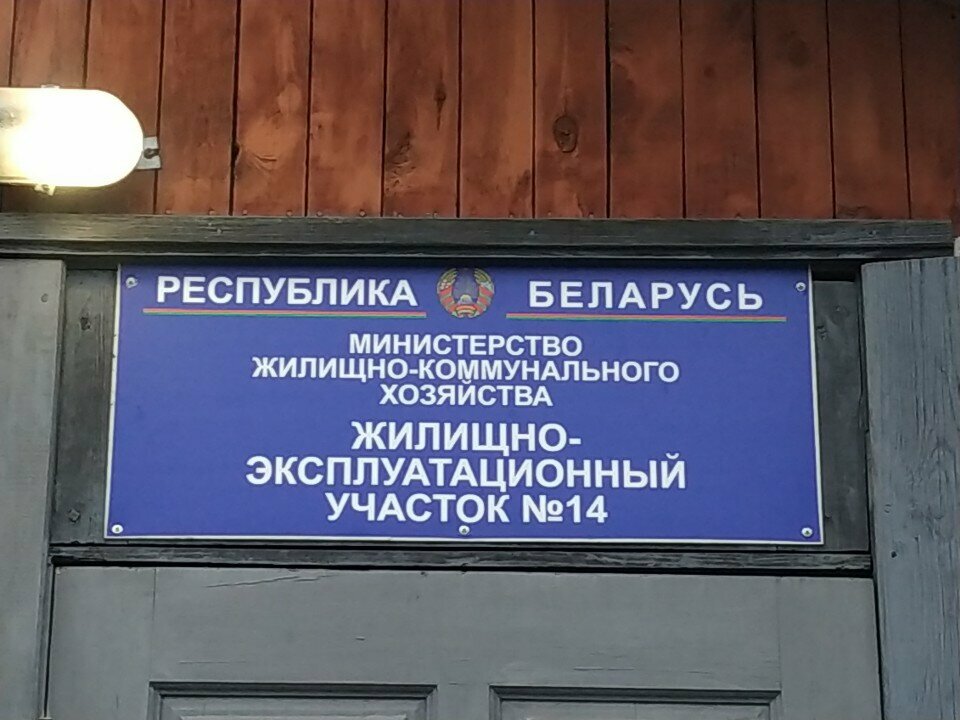 РЕСПУБЛИКА БЕЛАРУСЬ
МИНИСТЕРСТВО
ЖИЛИЩНО-КОММУНАЛЬНОГО
ХОЗЯЙСТВА
ЖИЛИЩНО-
ЭКСПЛУАТАЦИОННЫЙ
УЧАСТОК №14